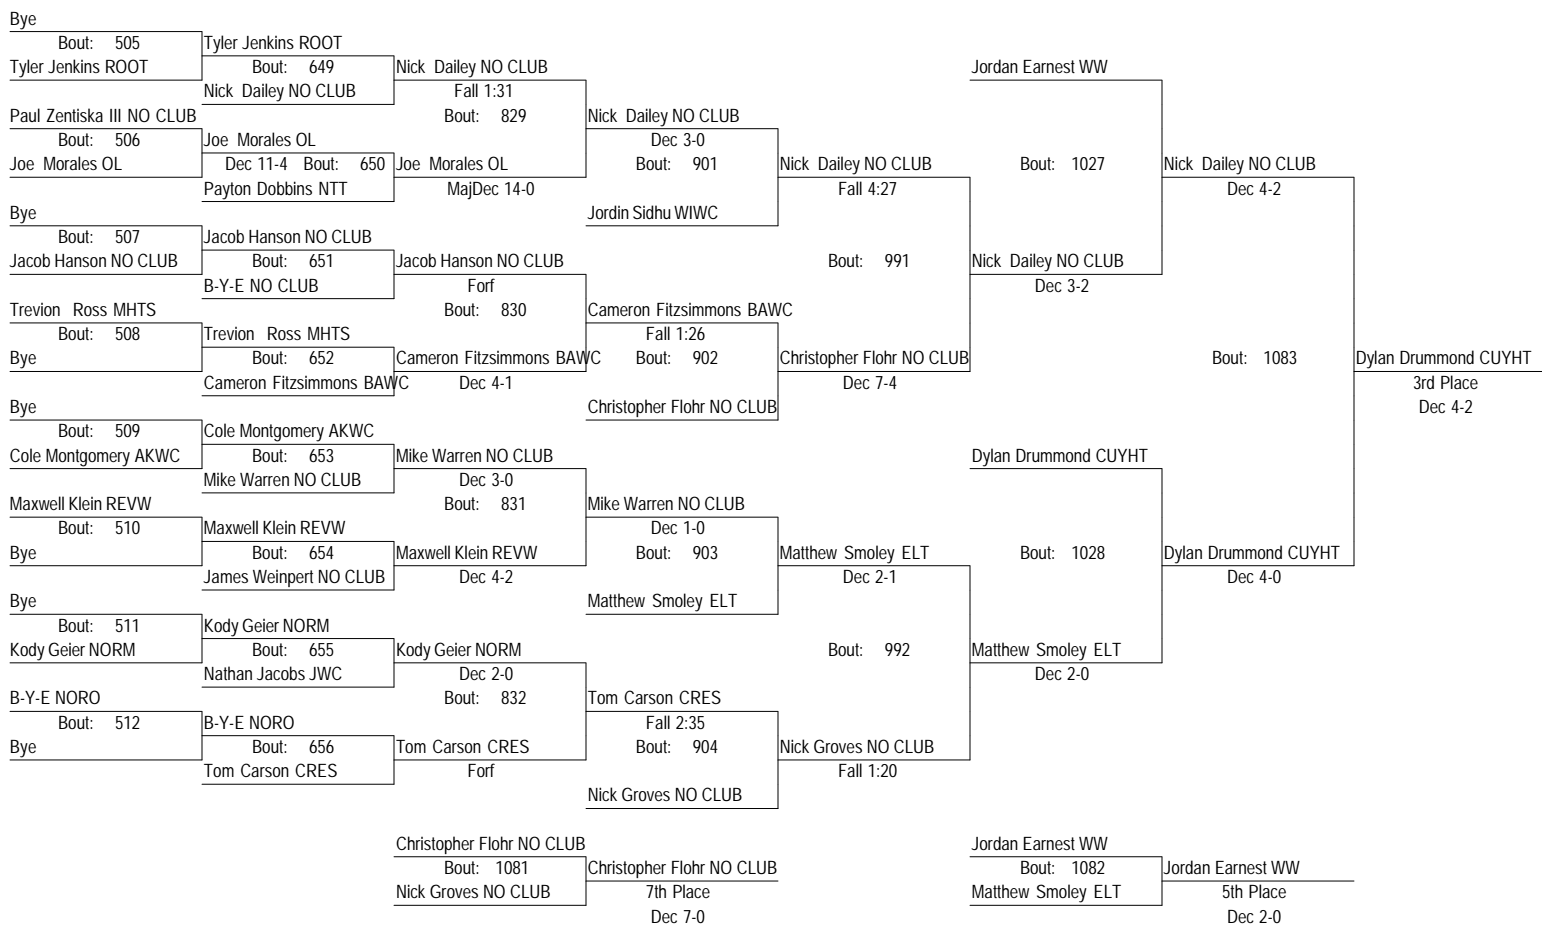 Bye
Bout: 505 Tyler Jenkins ROOT
Tyler Jenkins ROOT Bout: 649 Nick Dailey NO CLUB Jordan Earnest WW
Nick Dailey NO CLUB Fall 1:31
Paul Zentiska III NO CLUB Bout: 829 Nick Dailey NO CLUB
Bout: 506 Joe Morales OL Dec 3-0
Joe Morales OL Dec 11-4 Bout: 650 Joe Morales OL Bout: 901 Nick Dailey NO CLUB Bout: 1027 Nick Dailey NO CLUB
Payton Dobbins NTT MajDec 14-0 Fall 4:27 Dec 4-2
Bye Jordin Sidhu WIWC
Bout: 507 Jacob Hanson NO CLUB
Jacob Hanson NO CLUB Bout: 651 Jacob Hanson NO CLUB Bout: 991 Nick Dailey NO CLUB
B-Y-E NO CLUB Forf Dec 3-2
Trevion Ross MHTS Bout: 830 Cameron Fitzsimmons BAWC
Bout: 508 Trevion Ross MHTS Fall 1:26
Bye Bout: 652 Cameron Fitzsimmons BAWC Bout: 902 Christopher Flohr NO CLUB Bout: 1083 Dylan Drummond CUYHT
Cameron Fitzsimmons BAWC Dec 4-1 Dec 7-4 3rd Place
Bye Christopher Flohr NO CLUB Dec 4-2
Bout: 509 Cole Montgomery AKWC
Cole Montgomery AKWC Bout: 653 Mike Warren NO CLUB Dylan Drummond CUYHT
Mike Warren NO CLUB Dec 3-0
Maxwell Klein REVW Bout: 831 Mike Warren NO CLUB
Bout: 510 Maxwell Klein REVW Dec 1-0
Bye Bout: 654 Maxwell Klein REVW Bout: 903 Matthew Smoley ELT Bout: 1028 Dylan Drummond CUYHT
James Weinpert NO CLUB Dec 4-2 Dec 2-1 Dec 4-0
Bye Matthew Smoley ELT
Bout: 511 Kody Geier NORM
Kody Geier NORM Bout: 655 Kody Geier NORM Bout: 992 Matthew Smoley ELT
Nathan Jacobs JWC Dec 2-0 Dec 2-0
B-Y-E NORO Bout: 832 Tom Carson CRES
Bout: 512 B-Y-E NORO Fall 2:35
Bye Bout: 656 Tom Carson CRES Bout: 904 Nick Groves NO CLUB
Tom Carson CRES Forf Fall 1:20
Nick Groves NO CLUB
Christopher Flohr NO CLUB Jordan Earnest WW
Bout: 1081 Christopher Flohr NO CLUB Bout: 1082 Jordan Earnest WW
Nick Groves NO CLUB 7th Place Matthew Smoley ELT 5th Place
Dec 7-0 Dec 2-0